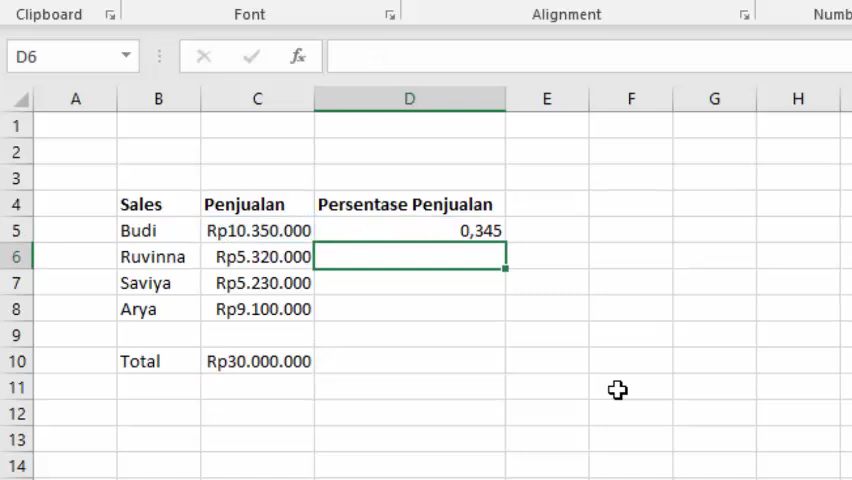 Clipboard Font Alignment Numb
D6 fx
A B C D E F G H
1
2
3
4 Sales Penjualan Persentase Penjualan
5 Budi Rp10.350.000 0,345
6 Ruvinna Rp5.320.000
7 Saviya Rp5.230.000
8 Arya Rp9.100.000
9
10 Total Rp30.000.000
11
12
13
14